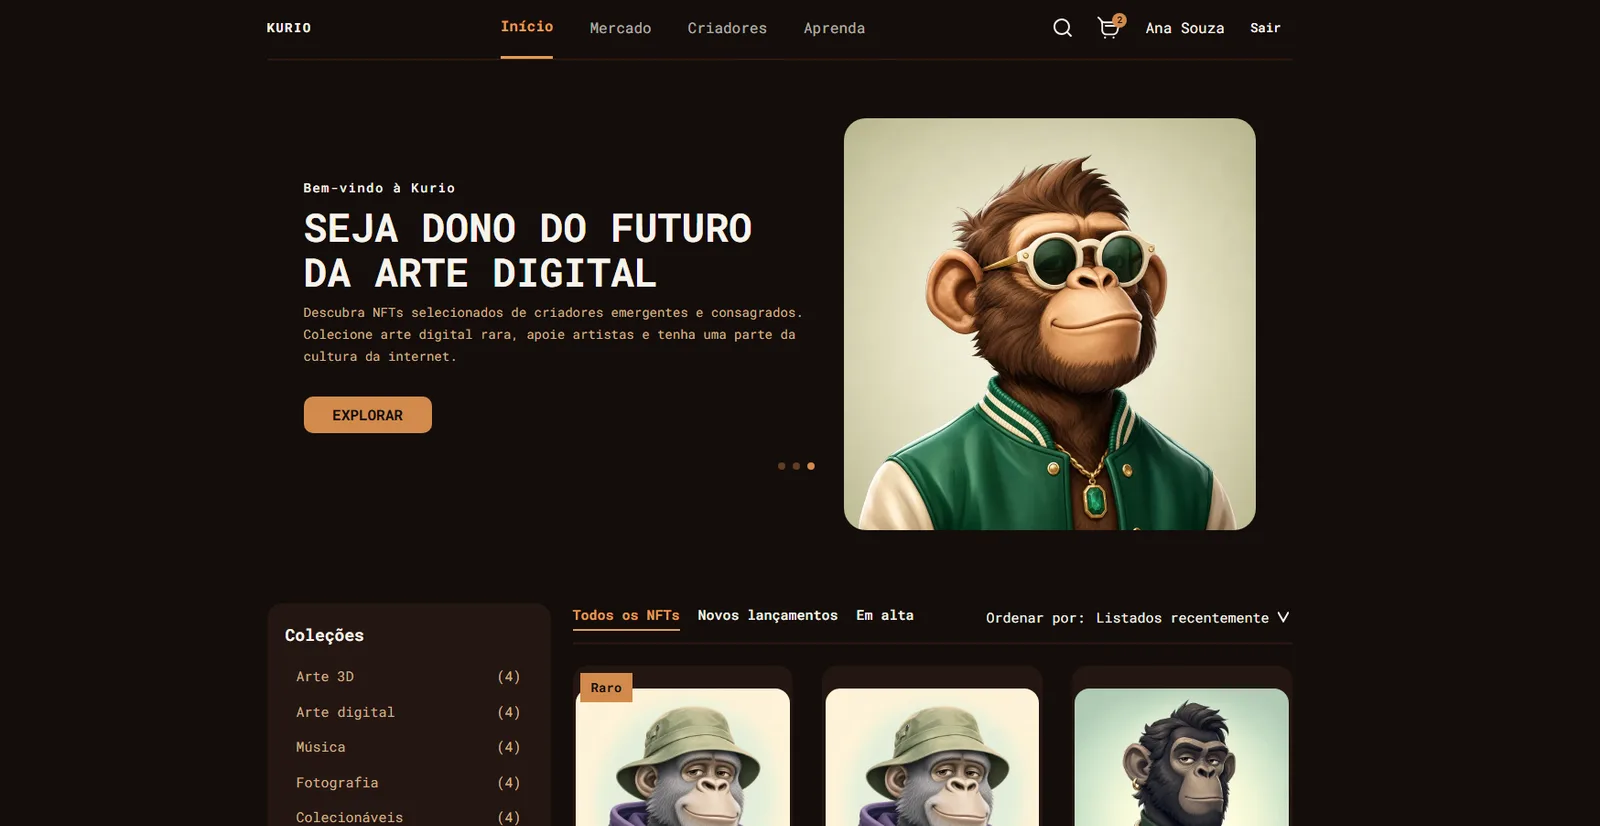 KURIO
Início
Mercado
Criadores
Aprenda
2
Ana Souza
Sair
Bem-vindo à Kurio
SEJA DONO DO FUTURO
DA ARTE DIGITAL
Descubra NFTs selecionados de criadores emergentes e consagrados.
Colecione arte digital rara, apoie artistas e tenha uma parte da
cultura da internet.
EXPLORAR
Coleções
Arte 3D (4)
Arte digital (4)
Música (4)
Fotografia (4)
Colecionáveis (4)
Todos os NFTs
Novos lançamentos
Em alta
Ordenar por: Listados recentemente
Raro